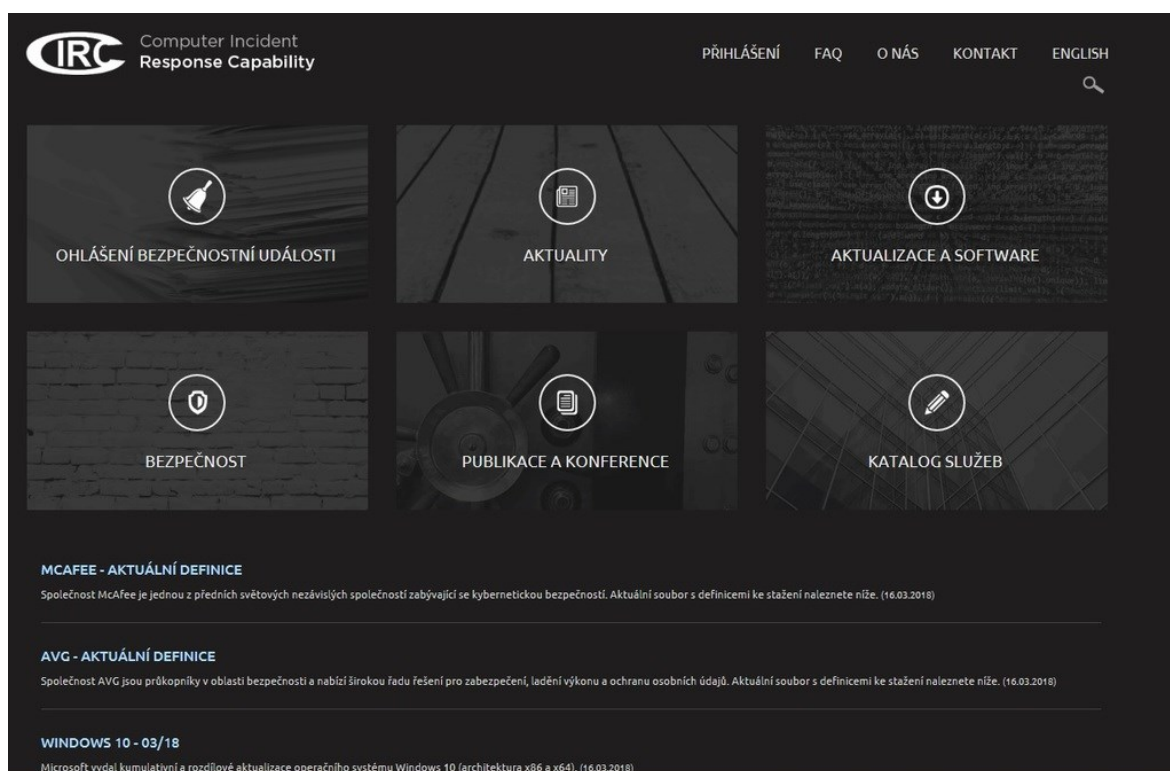 CIRC
Computer Incident
Response Capability
PŘIHLÁŠENÍ FAQ O NÁS KONTAKT ENGLISH
OHLÁŠENÍ BEZPEČNOSTNÍ UDÁLOSTI AKTUALITY AKTUALIZACE A SOFTWARE
BEZPEČNOST PUBLIKACE A KONFERENCE KATALOG SLUŽEB
MCAFEE - AKTUÁLNÍ DEFINICE
Společnost McAfee je jednou z předních světových nezávislých společností zabývající se kybernetickou bezpečností. Aktuální soubor s definicemi ke stažení naleznete níže. (16.03.2018)
AVG - AKTUÁLNÍ DEFINICE
Společnost AVG jsou průkopníky v oblasti bezpečnosti a nabízí širokou řadu řešení pro zabezpečení, ladění výkonu a ochranu osobních údajů. Aktuální soubor s definicemi ke stažení naleznete níže. (16.03.2018)
WINDOWS 10 - 03/18
Microsoft vydal kumulativní a rozdílové aktualizace operačního systému Windows 10 (architektura x86 a x64). (16.03.2018)